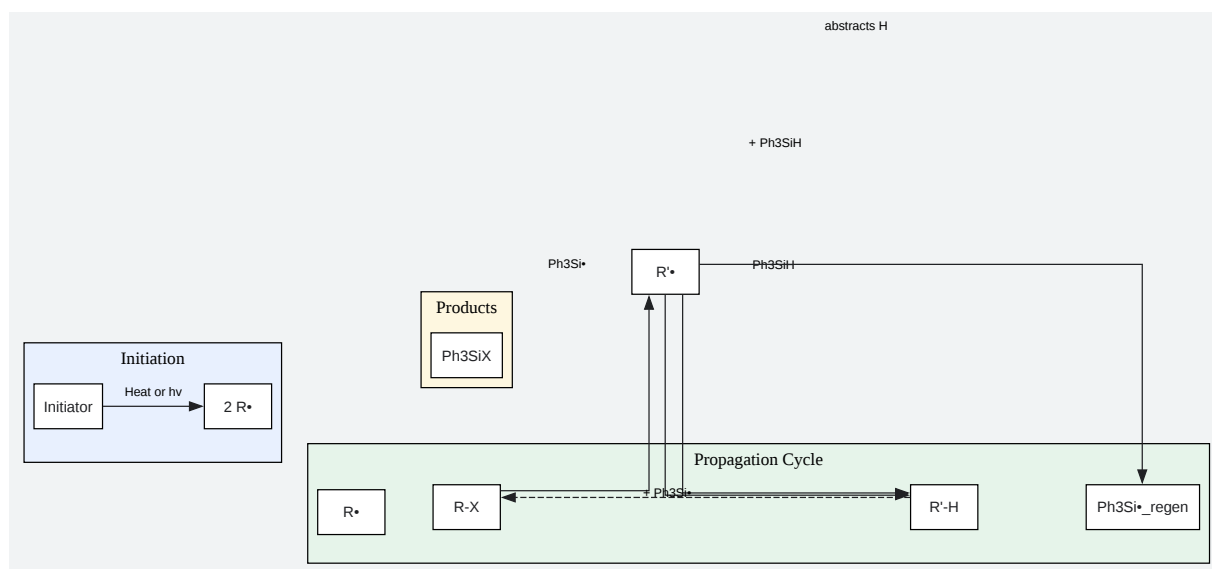 abstracts H
+ Ph3SiH
Ph3Si•
R'•
Ph3SiH
Products
Ph3SiX
Initiation
Initiator
Heat or hv
2 R•
Propagation Cycle
+ Ph3Si•
R•
R-X
R'-H
Ph3Si•_regen